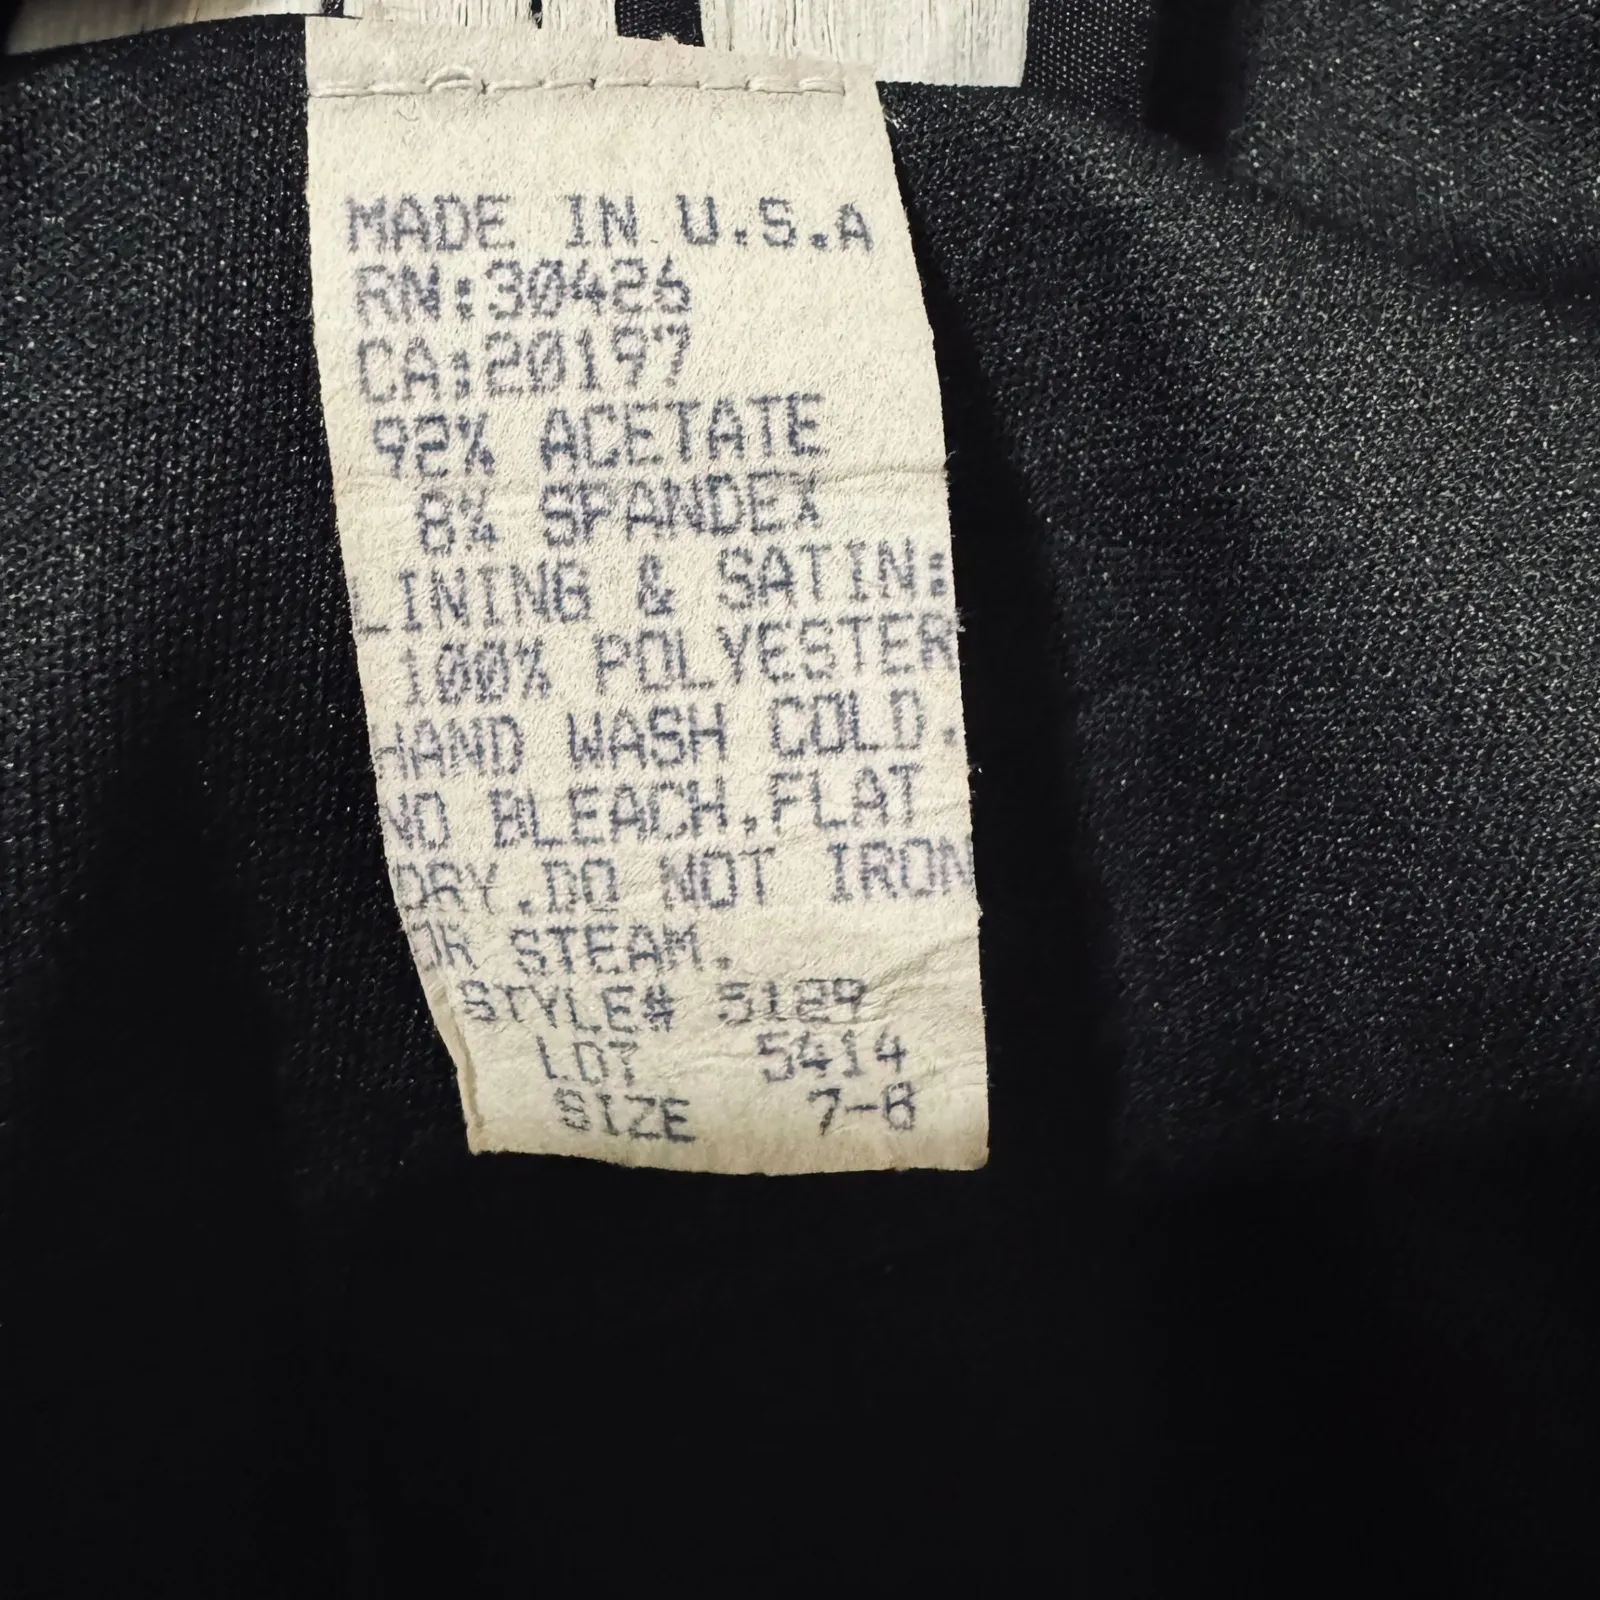 MADE IN U.S.A
RN:30426
CA:20197
92% ACETATE
8% SPANDEX
LINING & SATIN:
100% POLYESTER
HAND WASH COLD.
NO BLEACH.FLAT
DRY.DO NOT IRON
OR STEAM.
STYLE# 5129
LOT 5414
SIZE 7-8